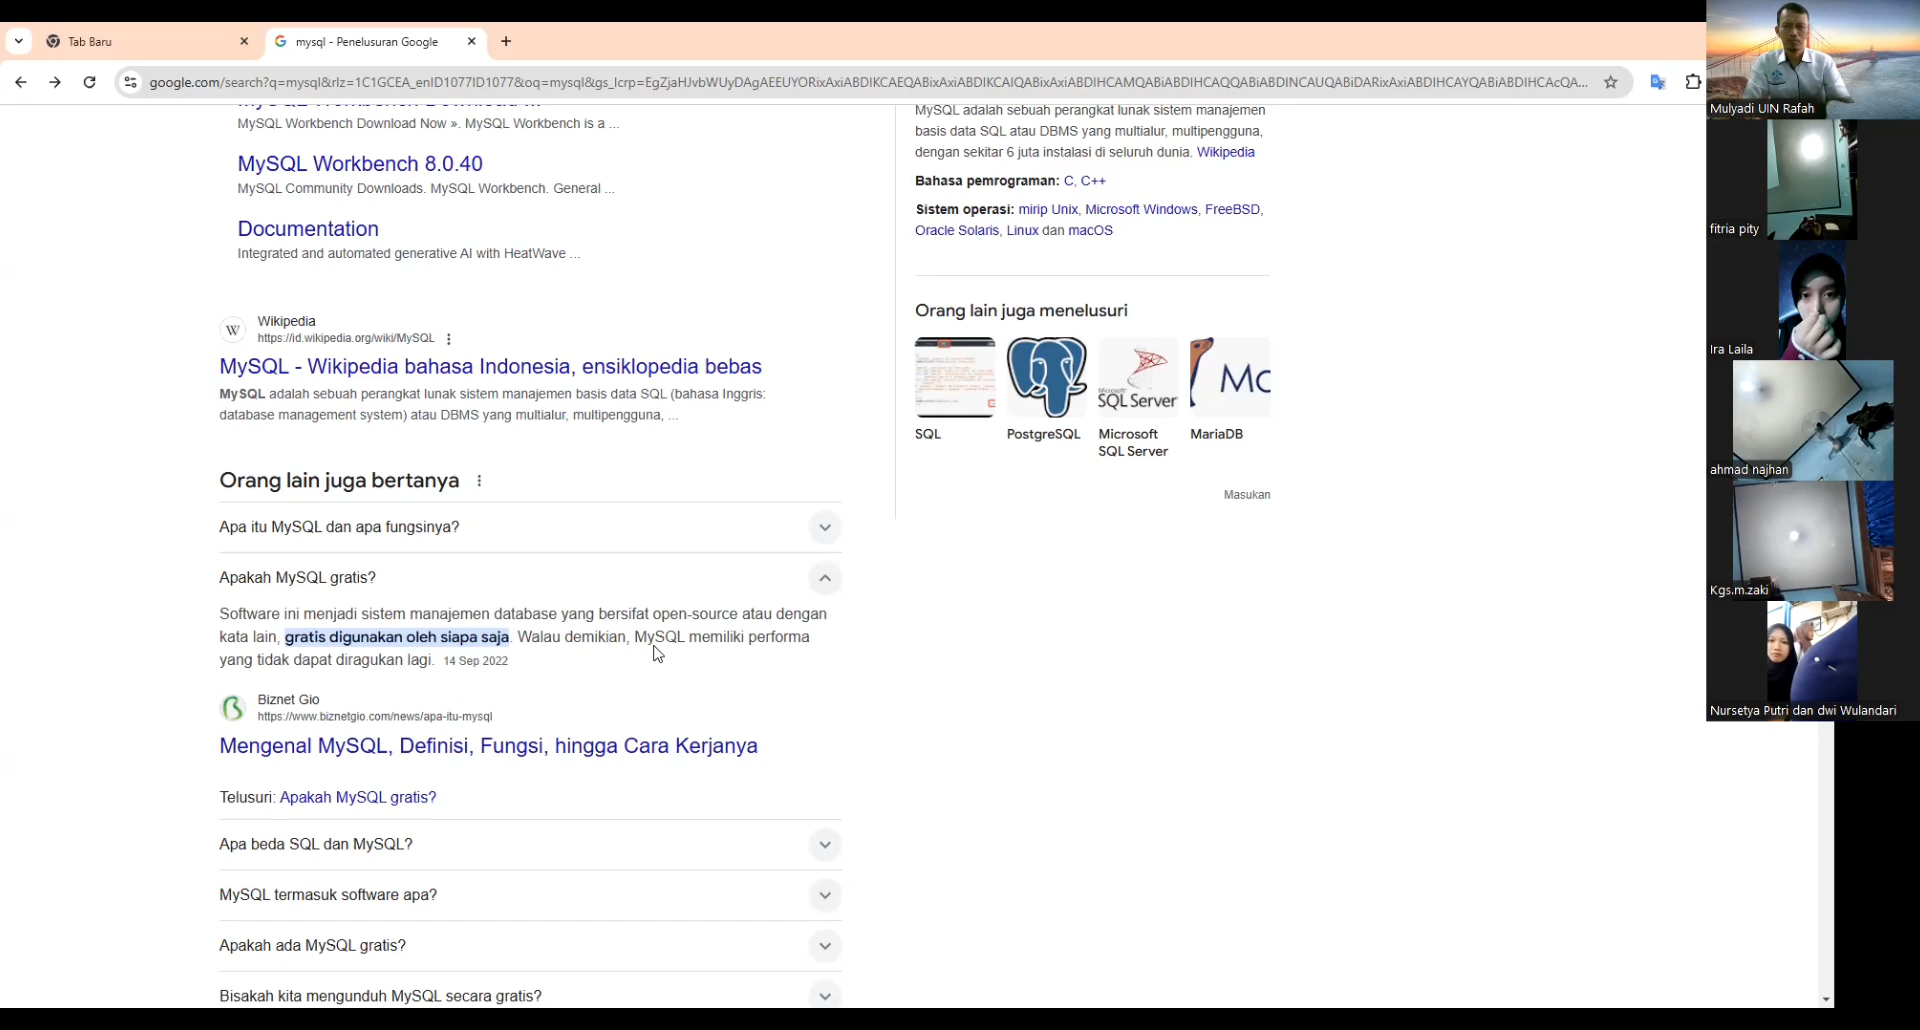 Tab Baru
mysql - Penelusuran Google
google.com/search?q=mysql&rlz=1C1GCEA_enID1077ID1077&oq=mysql&gs_lcrp=EgZjaHJvbWUyDAgAEEUYORixAxiABDIKCAEQABixAxiABDIKCAIQABixAxiABDIHCAMQABiABDIHCAQQABiABDINCAUQABiDARixAxiABDIHCAYQABiABDIHCAcQA...
MySQL Workbench Download ...
MySQL Workbench Download Now ». MySQL Workbench is a ...
MySQL Workbench 8.0.40
MySQL Community Downloads. MySQL Workbench. General ...
Documentation
Integrated and automated generative AI with HeatWave ...
Wikipedia
https://id.wikipedia.org/wiki/MySQL
MySQL - Wikipedia bahasa Indonesia, ensiklopedia bebas
MySQL adalah sebuah perangkat lunak sistem manajemen basis data SQL (bahasa Inggris:
database management system) atau DBMS yang multialur, multipengguna, ...
Orang lain juga bertanya
Apa itu MySQL dan apa fungsinya?
Apakah MySQL gratis?
Software ini menjadi sistem manajemen database yang bersifat open-source atau dengan
kata lain, gratis digunakan oleh siapa saja. Walau demikian, MySQL memiliki performa
yang tidak dapat diragukan lagi. 14 Sep 2022
Biznet Gio
https://www.biznetgio.com/news/apa-itu-mysql
Mengenal MySQL, Definisi, Fungsi, hingga Cara Kerjanya
Telusuri: Apakah MySQL gratis?
Apa beda SQL dan MySQL?
MySQL termasuk software apa?
Apakah ada MySQL gratis?
Bisakah kita mengunduh MySQL secara gratis?
MySQL adalah sebuah perangkat lunak sistem manajemen
basis data SQL atau DBMS yang multialur, multipengguna,
dengan sekitar 6 juta instalasi di seluruh dunia. Wikipedia
Bahasa pemrograman: C, C++
Sistem operasi: mirip Unix, Microsoft Windows, FreeBSD,
Oracle Solaris, Linux dan macOS
Orang lain juga menelusuri
Microsoft
SQL Server
Mc
SQL
PostgreSQL
Microsoft
SQL Server
MariaDB
Masukan
Mulyadi UIN Rafah
fitria pity
Ira Laila
ahmad najhan
Kgs.m.zaki
Nursetya Putri dan dwi Wulandari